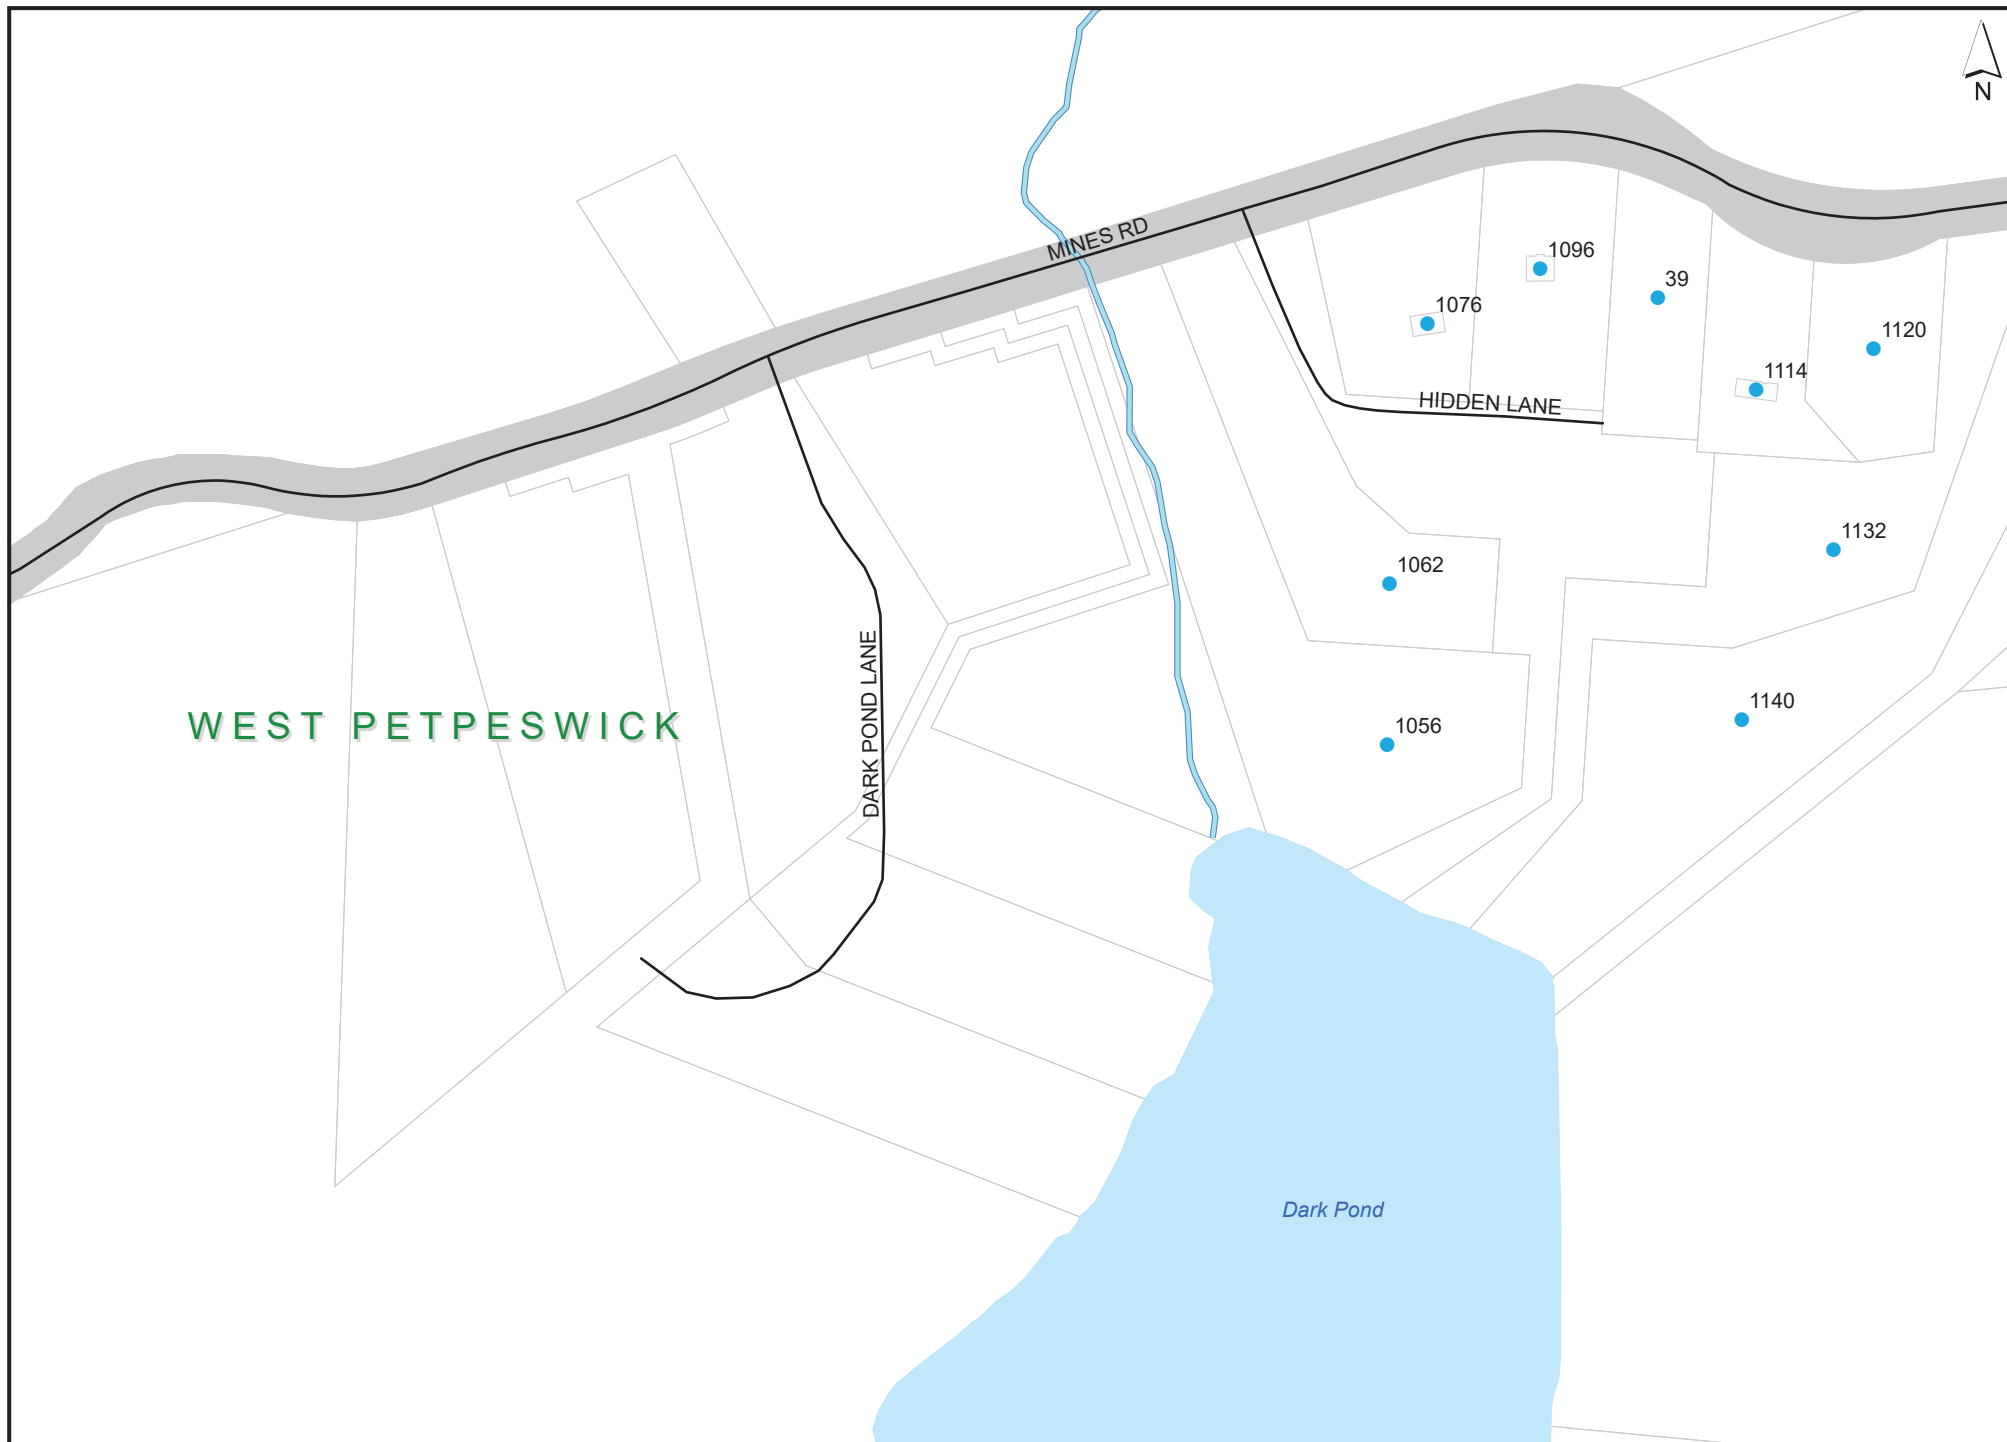 N
MINES RD
1096
39
1076
1120
1114
HIDDEN LANE
1132
1062
DARK POND LANE
1140
WEST PETPESWICK
1056
Dark Pond